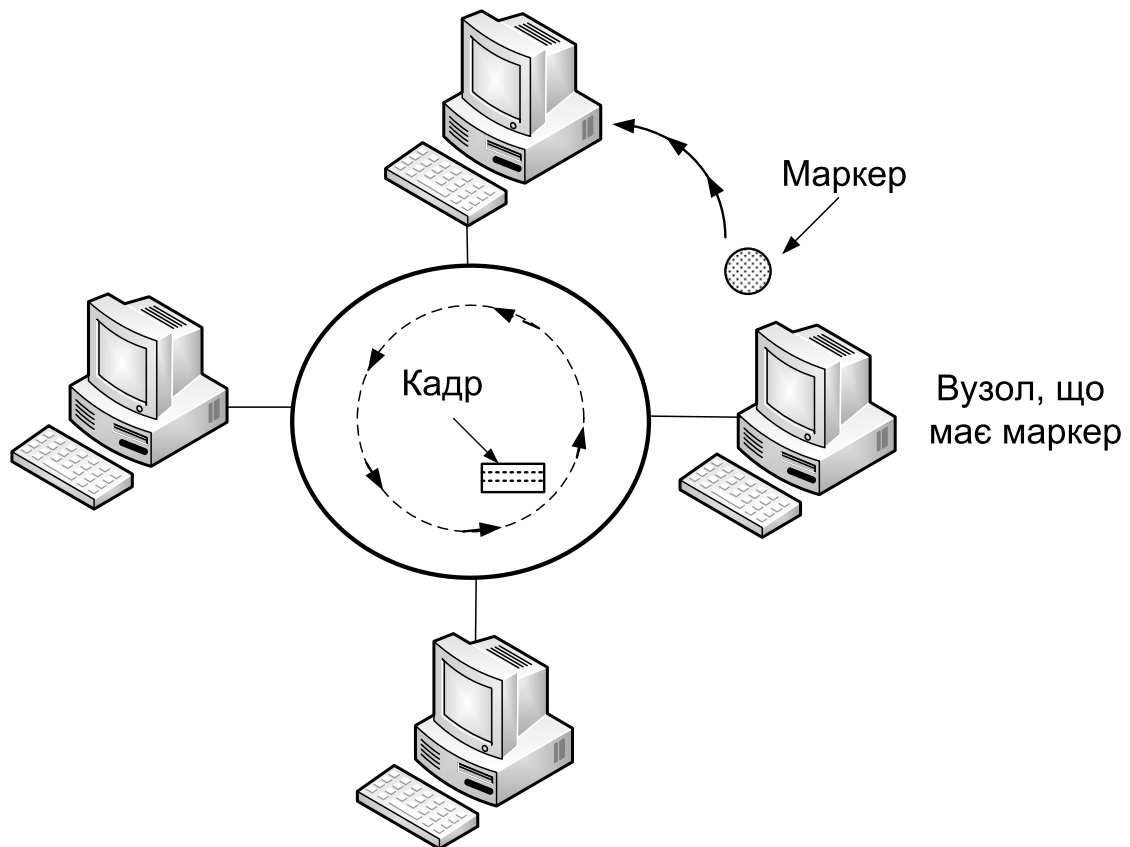 Маркер
Кадр
Вузол, що
має маркер